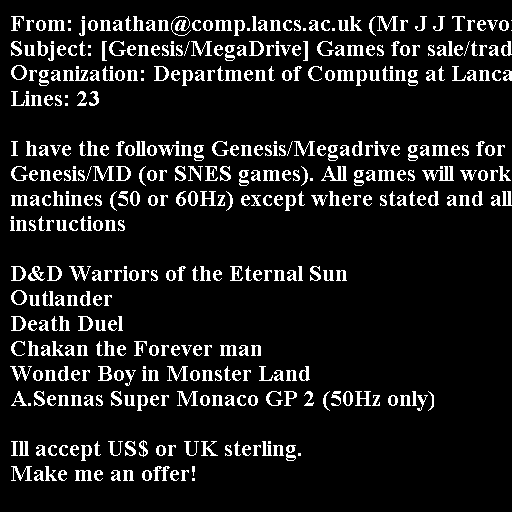 From: jonathan@comp.lancs.ac.uk (Mr J J Trevo
Subject: [Genesis/MegaDrive] Games for sale/trad
Organization: Department of Computing at Lanca
Lines: 23

I have the following Genesis/Megadrive games for
Genesis/MD (or SNES games). All games will work
machines (50 or 60Hz) except where stated and all
instructions

D&D Warriors of the Eternal Sun
Outlander
Death Duel
Chakan the Forever man
Wonder Boy in Monster Land
A.Sennas Super Monaco GP 2 (50Hz only)

Ill accept US$ or UK sterling.
Make me an offer!